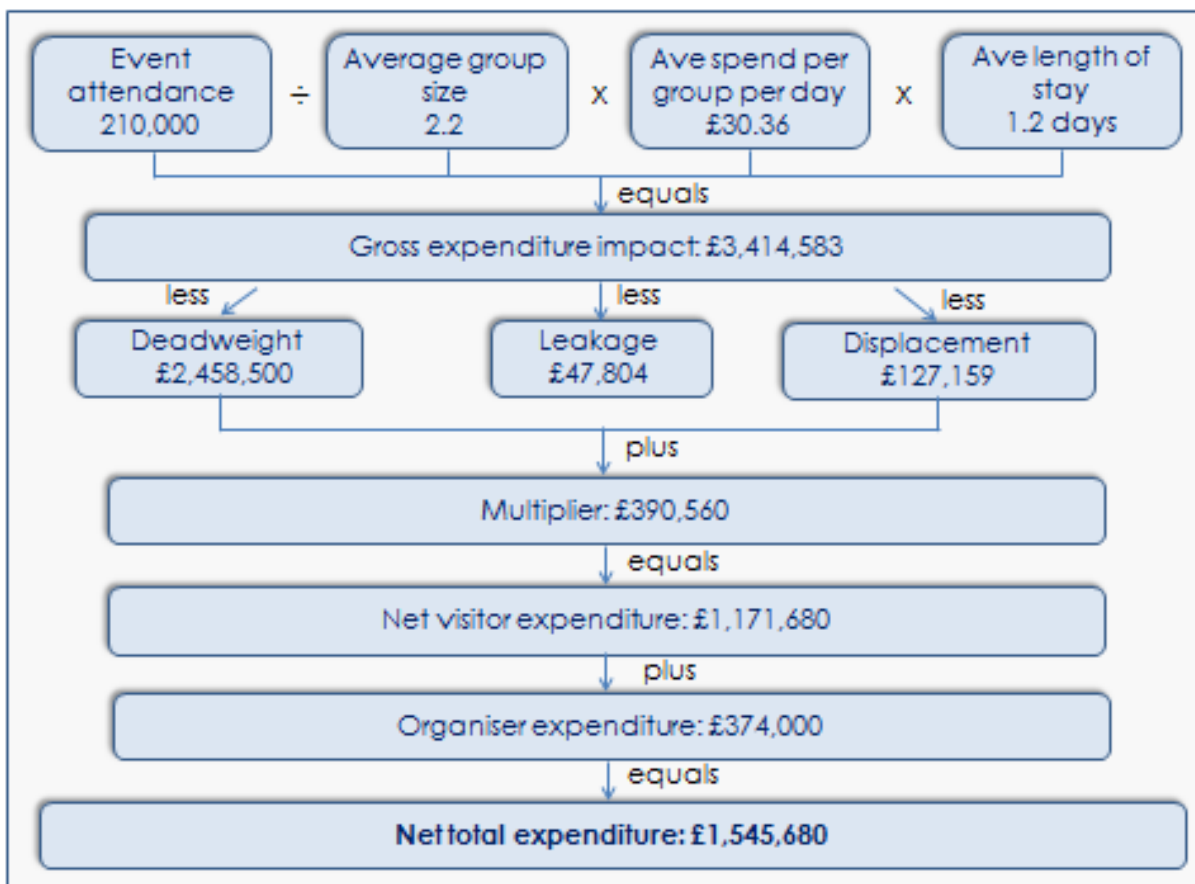 Event
attendance
210,000
÷
Average group
size
2.2
x
Ave spend per
group per day
£30.36
x
Ave length of
stay
1.2 days
equals
Gross expenditure impact: £3,414,583
less
less
less
Deadweight
£2,458,500
Leakage
£47,804
Displacement
£127,159
plus
Multiplier: £390,560
equals
Net visitor expenditure: £1,171,680
plus
Organiser expenditure: £374,000
equals
Net total expenditure: £1,545,680